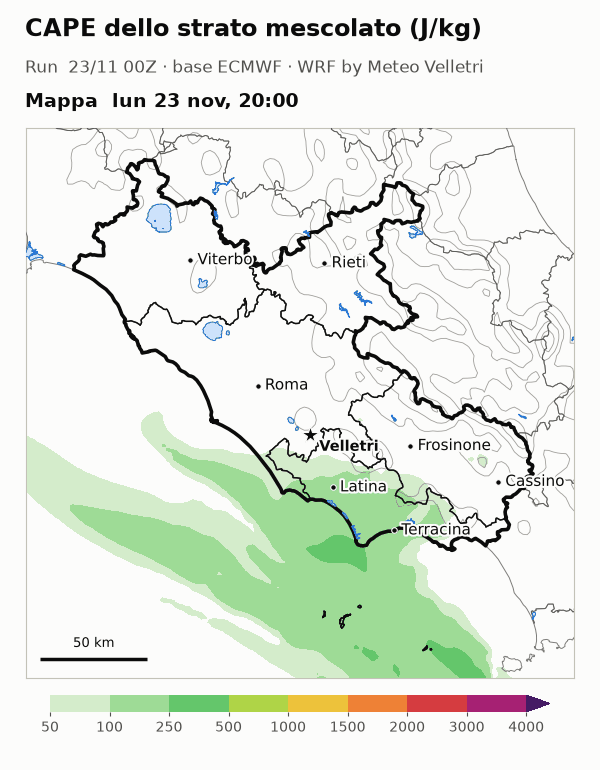 CAPE dello strato mescolato (J/kg)
Run 23/11 00Z · base ECMWF · WRF by Meteo Velletri
Mappa lun 23 nov, 20:00
Viterbo
Rieti
Roma
Velletri
Frosinone
Cassino
Latina
Terracina
50 km
50 100 250 500 1000 1500 2000 3000 4000